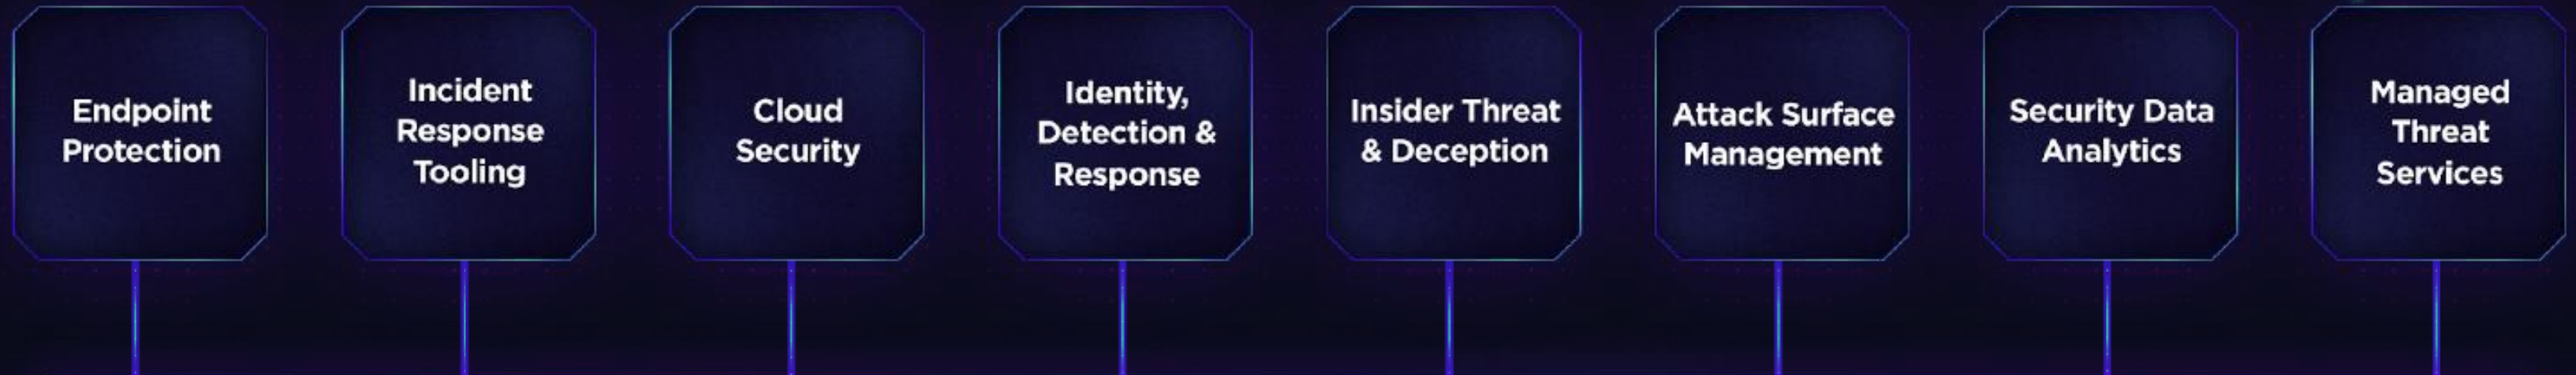 Endpoint
Protection
Incident
Response
Tooling
Cloud
Security
Identity,
Detection &
Response
Insider Threat
& Deception
Attack Surface
Management
Security Data
Analytics
Managed
Threat
Services